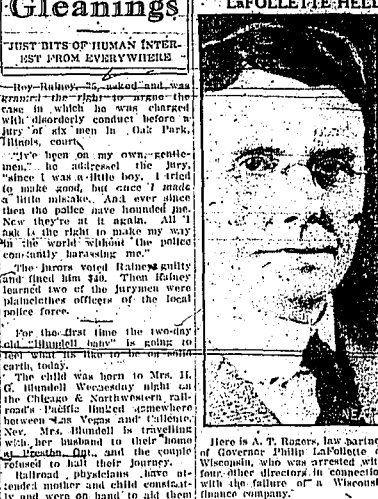 Gleanings
JUST BITS OF HUMAN INTER-
EST FROM EVERYWHERE
Roy Rainey, 25, asked and was
granted the right to argue the
case in which he was charged
with disorderly conduct before a
jury of six men in Oak Park,
Illinois, court.
"I've been on my own, gentle-
men," he addressed the jury,
"since I was a little boy. I tried
to make good, but once I made
a little mistake. And ever since
then the police have hounded me.
Now they're at it again. All I
ask is the right to make my way
in the world without the police
constantly harassing me."
The jurors voted Rainey guilty
and fined him $40. Then Rainey
learned two of the jurymen were
plainclothes officers of the local
police force.
For the first time the two-day
old "Blundell baby" is going to
feel what its like to be on solid
earth, today.
The child was born to Mrs. H.
G. Blundell Wednesday night on
the Chicago & Northwestern rail-
road's Pacific limited somewhere
between Las Vegas and Caliente,
Nev. Mrs. Blundell is travelling
with her husband to their home
at Preston, Ont., and the couple
refused to halt their journey.
Railroad physicians have at-
tended mother and child constant-
ly and were on hand to aid them
LaFOLLETTE HELD
Here is A. T. Rogers, law partner
of Governor Philip LaFollette of
Wisconsin, who was arrested with
four other directors in connection
with the failure of a Wisconsin
finance company.